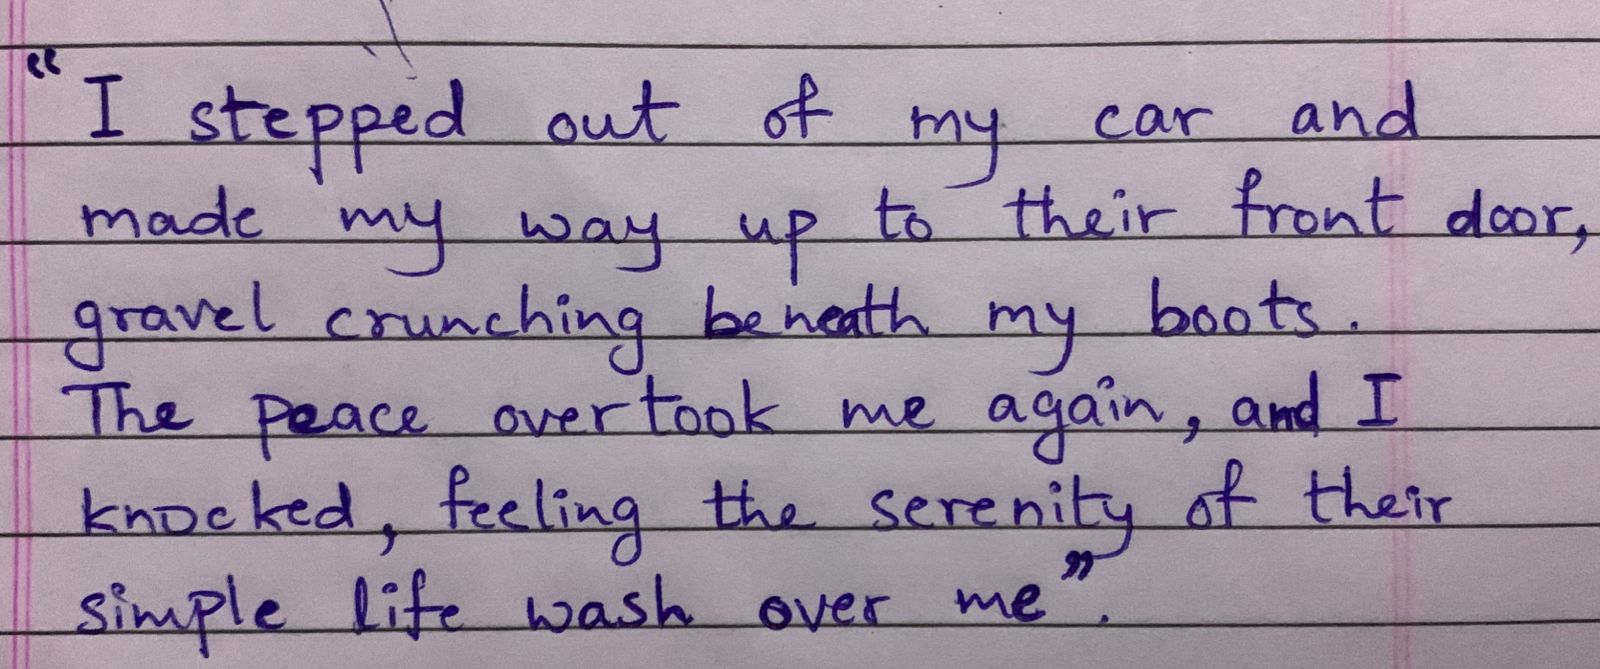 “I stepped out of my car and
made my way up to their front door,
gravel crunching beneath my boots.
The peace overtook me again, and I
knocked, feeling the serenity of their
simple life wash over me”.